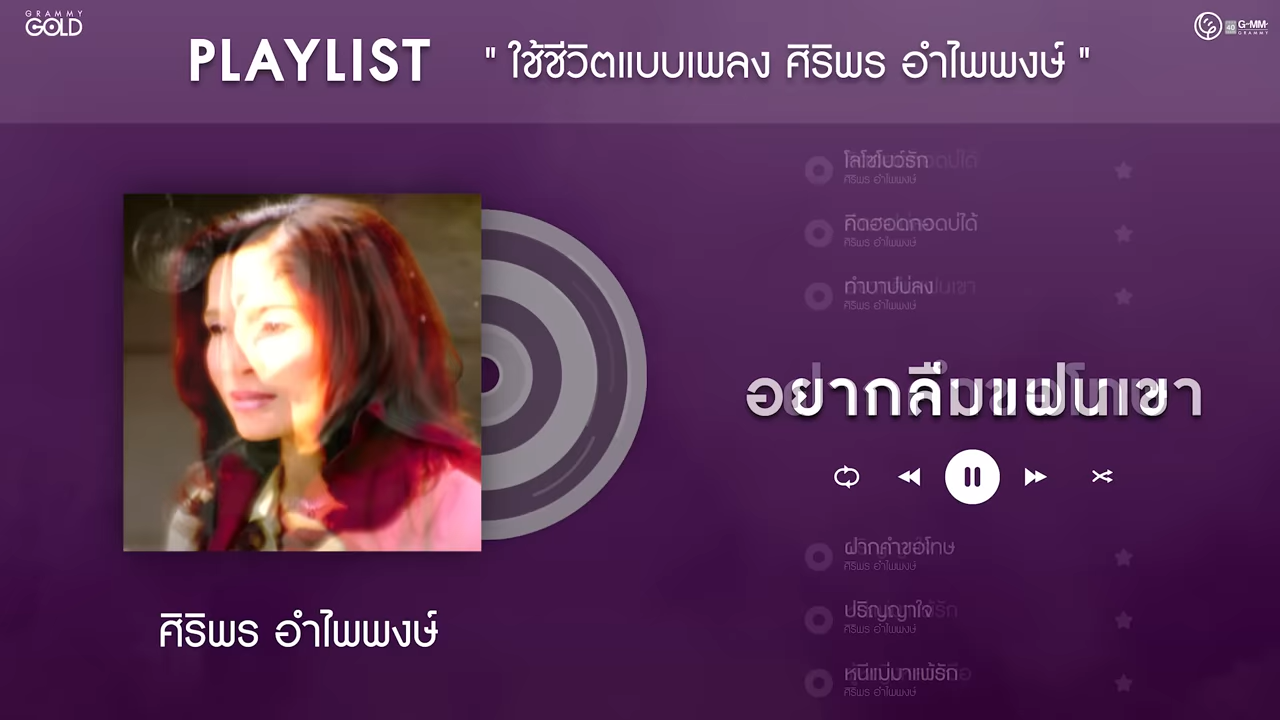 GRAMMY
GOLD
PLAYLIST " ใช้ชีวิตแบบเพลง ศิริพร อำไพพงษ์ "
G-MM-
GRAMMY
โลโซโบว์รัก
ศิริพร อำไพพงษ์
คึดฮอดกอดบ่ได้
ศิริพร อำไพพงษ์
ทำบาปบ่ลง
ศิริพร อำไพพงษ์
อยากลืมแฟนเขา
ฝากคำขอโทษ
ศิริพร อำไพพงษ์
ปริญญาใจ
ศิริพร อำไพพงษ์
หนีแม่มาแพ้รัก
ศิริพร อำไพพงษ์
ศิริพร อำไพพงษ์